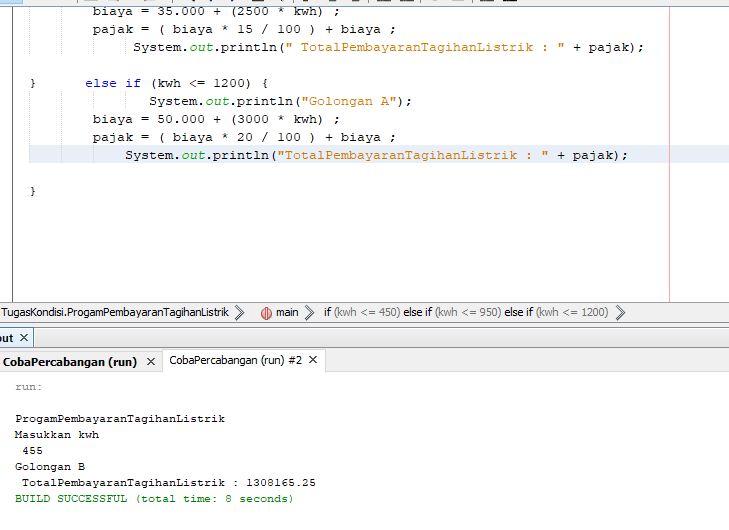 biaya = 35.000 + (2500 * kwh) ;
pajak = ( biaya * 15 / 100 ) + biaya ;
System.out.println(" TotalPembayaranTagihanListrik : " + pajak);
} else if (kwh <= 1200) {
System.out.println("Golongan A");
biaya = 50.000 + (3000 * kwh) ;
pajak = ( biaya * 20 / 100 ) + biaya ;
System.out.println("TotalPembayaranTagihanListrik : " + pajak);
}
TugasKondisi.ProgamPembayaranTagihanListrik main if (kwh <= 450) else if (kwh <= 950) else if (kwh <= 1200)
CobaPercabangan (run) × CobaPercabangan (run) #2 ×
run:
ProgamPembayaranTagihanListrik
Masukkan kwh
455
Golongan B
TotalPembayaranTagihanListrik : 1308165.25
BUILD SUCCESSFUL (total time: 8 seconds)